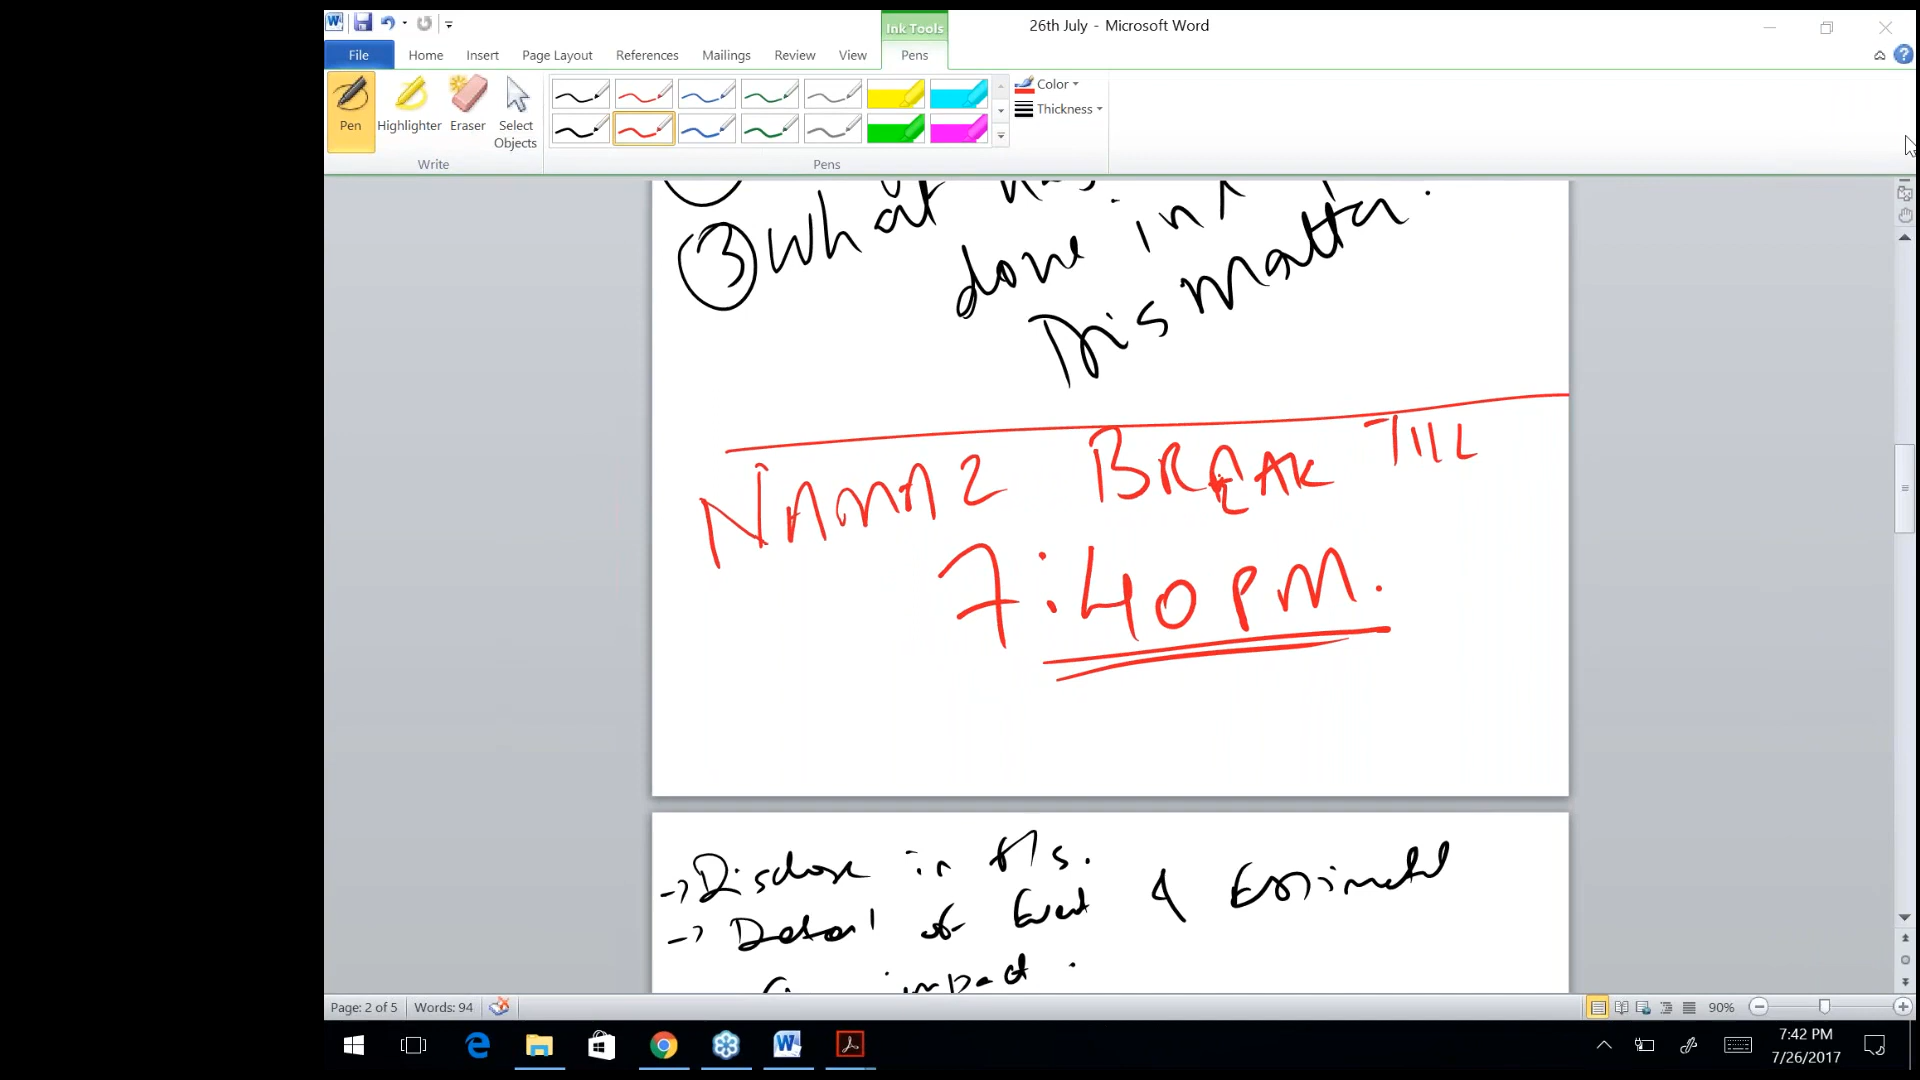 26th July - Microsoft Word
Ink Tools
File Home Insert Page Layout References Mailings Review View Pens
Pen Highlighter Eraser Select Objects
Color
Thickness
Write Pens
③ What
done in
This matter.
NAMAZ BREAK TILL
7:40 PM.
→ Disclose in f/s.
→ Detail of Event & Estimated
impact.
Page: 2 of 5 Words: 94 90%
7:42 PM
7/26/2017